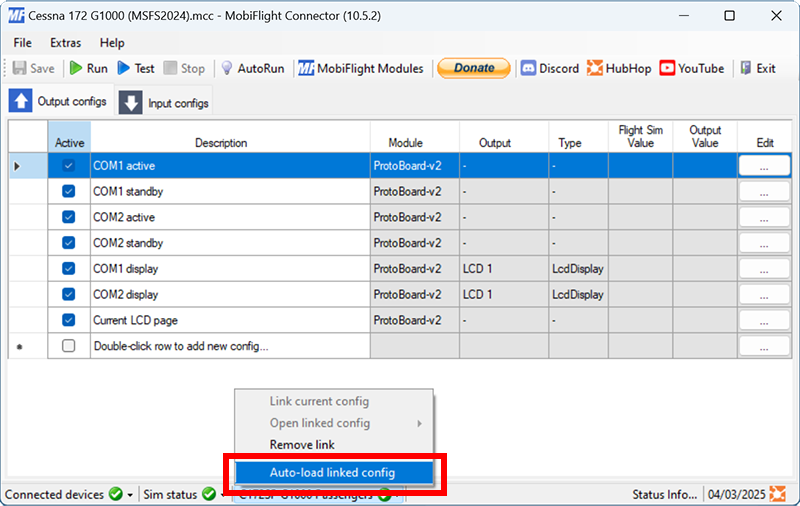 MF Cessna 172 G1000 (MSFS2024).mcc - MobiFlight Connector (10.5.2)
File Extras Help
Save Run Test Stop AutoRun MF MobiFlight Modules Donate Discord HubHop YouTube Exit
Output configs Input configs
Active Description Module Output Type Flight Sim Value Output Value Edit
COM1 active ProtoBoard-v2 - - ...
COM1 standby ProtoBoard-v2 - - ...
COM2 active ProtoBoard-v2 - - ...
COM2 standby ProtoBoard-v2 - - ...
COM1 display ProtoBoard-v2 LCD 1 LcdDisplay ...
COM2 display ProtoBoard-v2 LCD 1 LcdDisplay ...
Current LCD page ProtoBoard-v2 - - ...
Double-click row to add new config... ...
Link current config
Open linked config
Remove link
Auto-load linked config
Connected devices Sim status C172SP G1000 Passengers Status Info... 04/03/2025